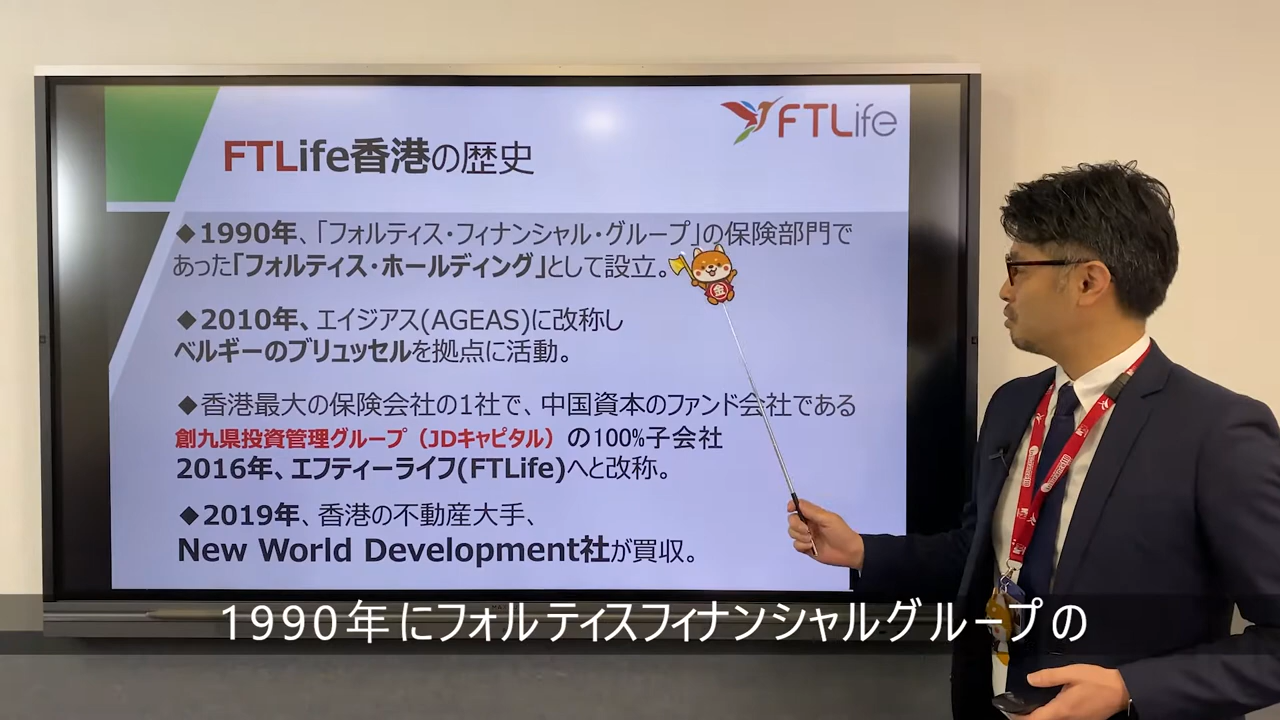 FTLife
FTLife香港の歴史
◆1990年、「フォルティス・フィナンシャル・グループ」の保険部門で
あった「フォルティス・ホールディング」として設立。
金
◆2010年、エイジアス(AGEAS)に改称し
ベルギーのブリュッセルを拠点に活動。
◆香港最大の保険会社の1社で、中国資本のファンド会社である
創九県投資管理グループ（JDキャピタル）の100%子会社
2016年、エフティーライフ(FTLife)へと改称。
◆2019年、香港の不動産大手、
New World Development社が買収。
1990年にフォルティスフィナンシャルグループの